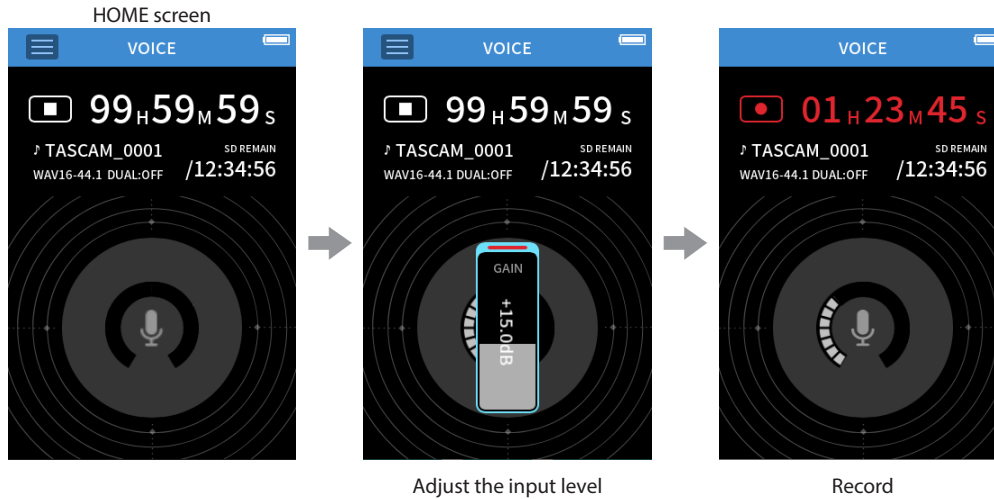 HOME screen
VOICE
99H59M59S
♪ TASCAM_0001
SD REMAIN
WAV16-44.1 DUAL:OFF
/12:34:56
VOICE
99H59M59S
♪ TASCAM_0001
SD REMAIN
WAV16-44.1 DUAL:OFF
/12:34:56
GAIN
+15.0dB
Adjust the input level
VOICE
01H23M45S
♪ TASCAM_0001
SD REMAIN
WAV16-44.1 DUAL:OFF
/12:34:56
Record